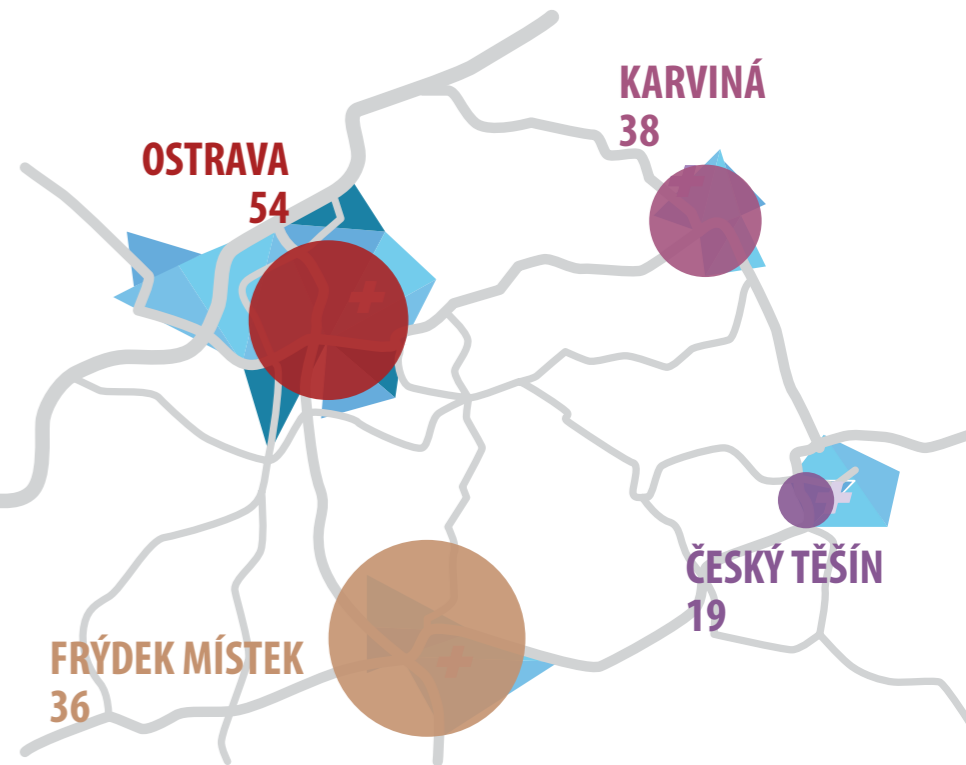 KARVINÁ
38
OSTRAVA
54
ČESKÝ TĚŠÍN
19
FRÝDEK MÍSTEK
36